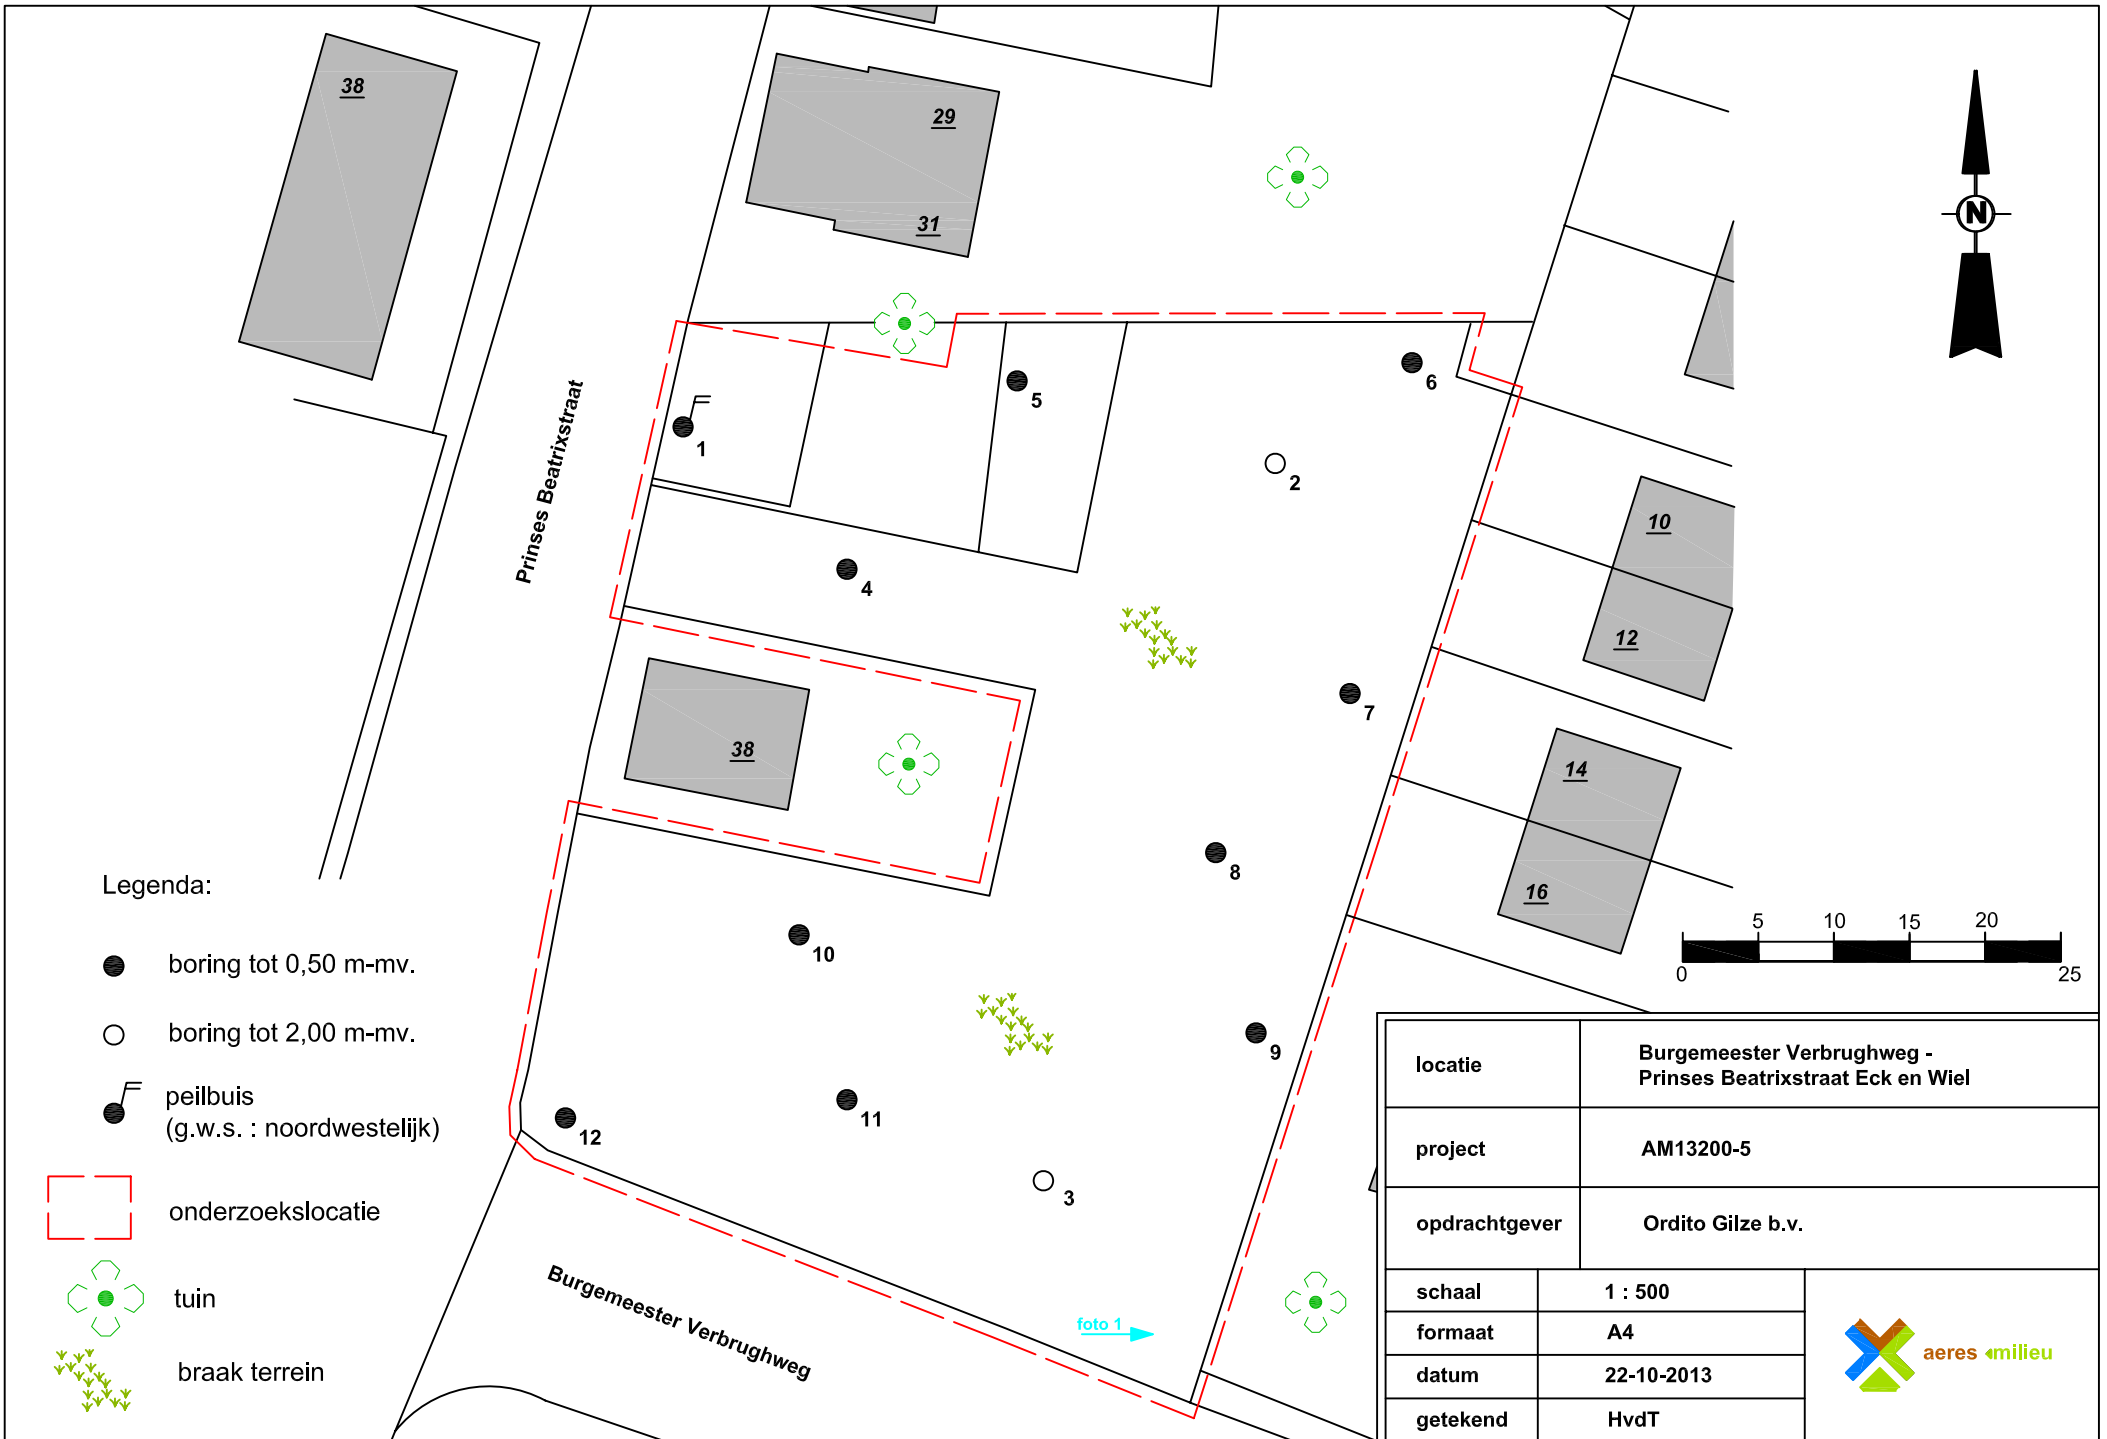 38
29
31
N
Prinses Beatrixstraat
1
5
6
2
4
10
12
7
38
14
16
8
Legenda:
boring tot 0,50 m-mv.
boring tot 2,00 m-mv.
peilbuis
(g.w.s. : noordwestelijk)
onderzoekslocatie
tuin
braak terrein
10
9
11
12
3
Burgemeester Verbrughweg
foto 1
5 10 15 20
0 25
locatie Burgemeester Verbrughweg -
Prinses Beatrixstraat Eck en Wiel
project AM13200-5
opdrachtgever Ordito Gilze b.v.
schaal 1 : 500
formaat A4
datum 22-10-2013
getekend HvdT
aeres milieu